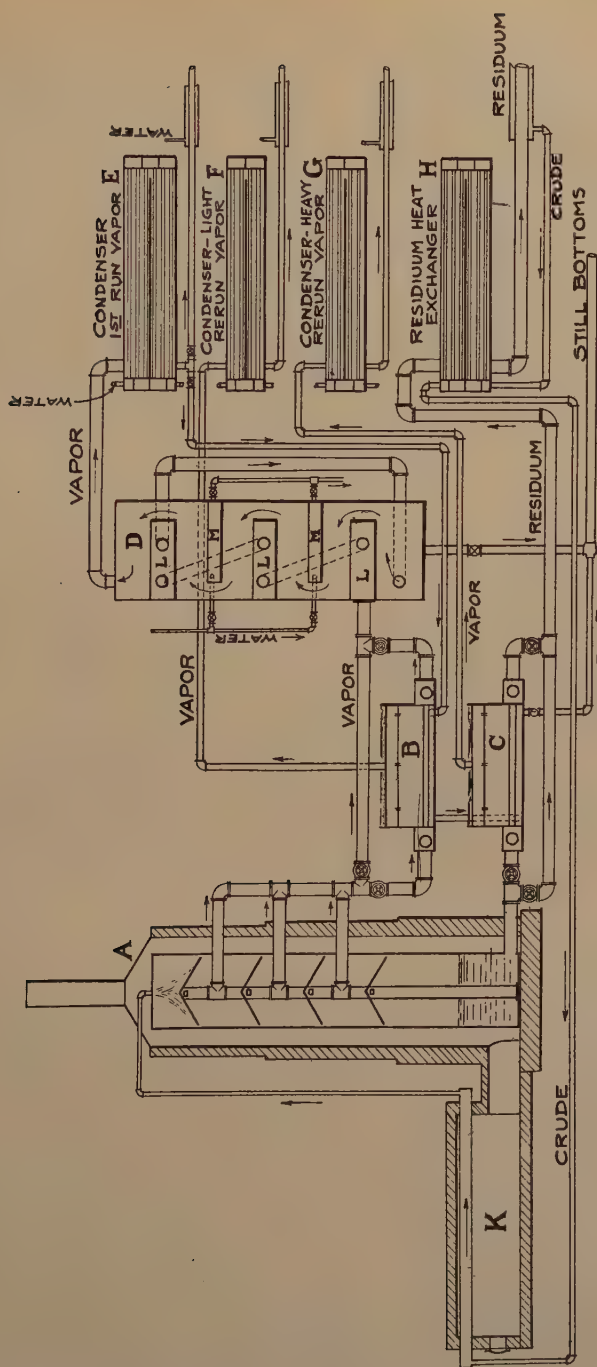 WATER
CONDENSER
1ST RUN VAPOR E
WATER
VAPOR
CONDENSER-LIGHT
RERUN VAPOR F
CONDENSER-HEAVY
RERUN VAPOR G
RESIDUUM HEAT
EXCHANGER H
RESIDUUM
CRUDE
STILL BOTTOMS
D
L
M
L
M
L
WATER
VAPOR
VAPOR
VAPOR
RESIDUUM
B
C
A
K
CRUDE